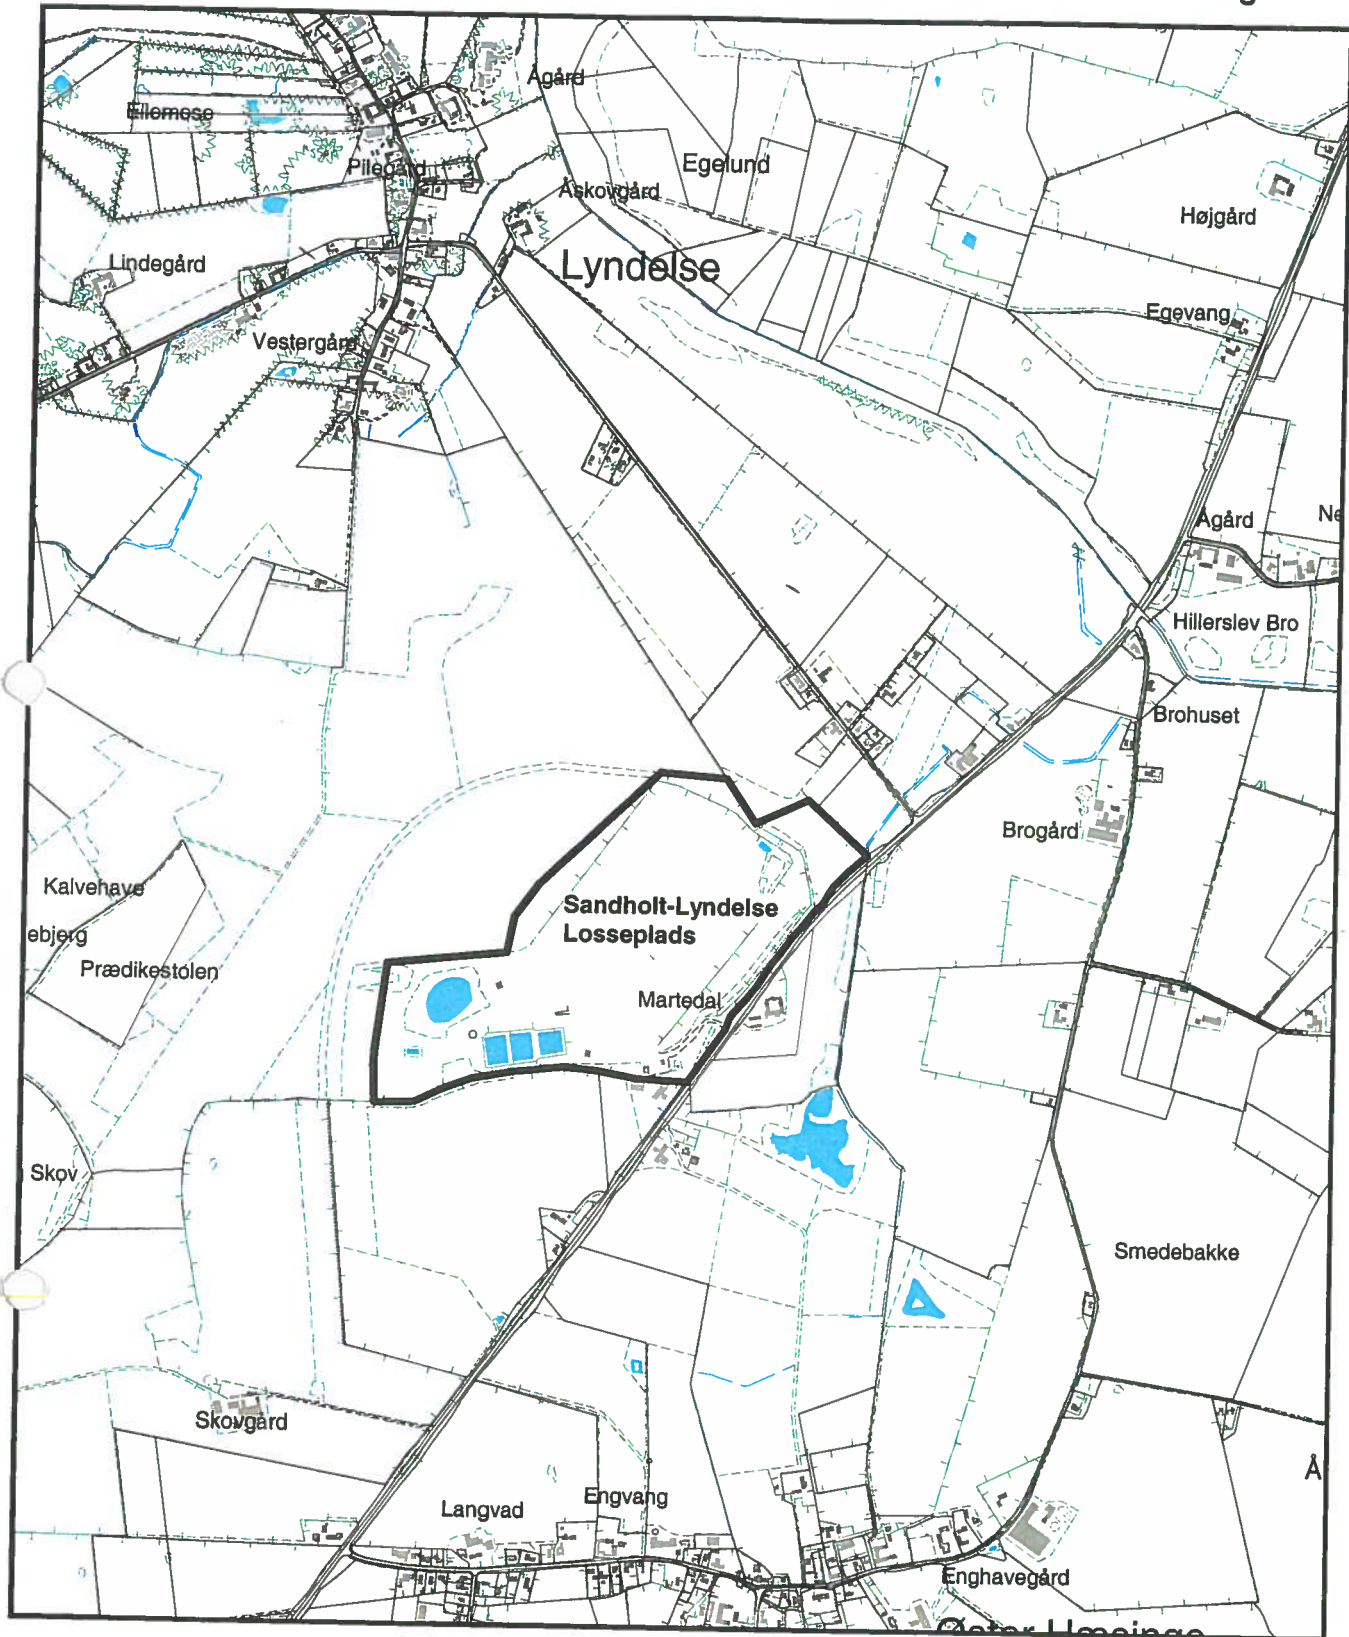 Ågård
Ellemose
Pilegård
Egelund
Åskovgård
Højgård
Lindegård
Lyndelse
Egevang
Vestergård
Ågård
Ne
Hillerslev Bro
Brohuset
Brogård
Kalvehave
Sandholt-Lyndelse
Losseplads
ebjerg
Prædikestolen
Martedal
Skov
Smedebakke
Skovgård
Å
Engvang
Langvad
Enghavegård